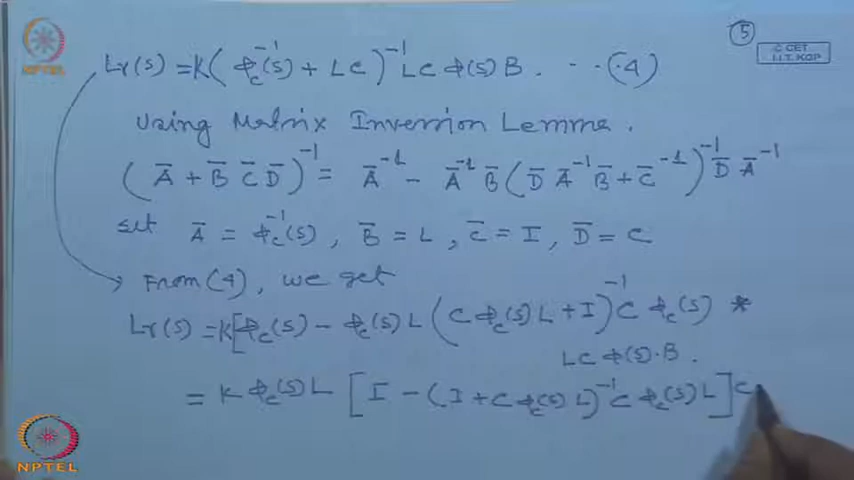 5
NPTEL
C CET
I.I.T. KGP
Lr(s) = K(Φc⁻¹(s) + LC)⁻¹ LC Φ(s) B. - ··(4)
Using Matrix Inversion Lemma.
(Ā + B̄ C̄ D̄)⁻¹ = Ā⁻¹ - Ā⁻¹ B̄ (D̄ Ā⁻¹ B̄ + C̄⁻¹)⁻¹ D̄ Ā⁻¹
set Ā = Φc⁻¹(s), B̄ = L, C̄ = I, D̄ = C
From (4), we get
Lr(s) = K[Φc(s) - Φc(s) L (C Φc(s) L + I)⁻¹ C Φc(s) *
LC Φ(s)·B.
= K Φc(s) L [I - (I + C Φc(s) L)⁻¹ C Φc(s) L] C
NPTEL